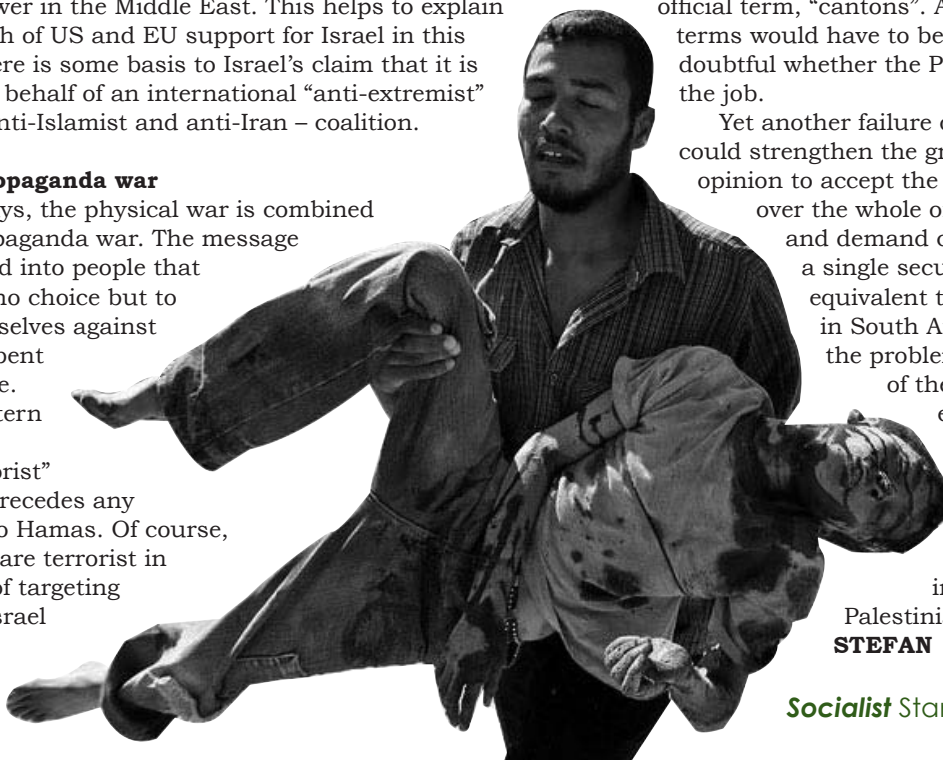 wer in the Middle East. This helps to explain
h of US and EU support for Israel in this
ere is some basis to Israel’s claim that it is
behalf of an international “anti-extremist”
nti-Islamist and anti-Iran – coalition.
opaganda war
ys, the physical war is combined
paganda war. The message
d into people that
no choice but to
selves against
pent
e.
tern
orist”
recedes any
o Hamas. Of course,
are terrorist in
of targeting
srael
official term, “cantons”. A
terms would have to be
doubtful whether the P
the job.
Yet another failure
could strengthen the gr
opinion to accept the
over the whole o
and demand
a single secu
equivalent t
in South A
the proble
of the
e
in
Palestini
STEFAN
Socialist Stan